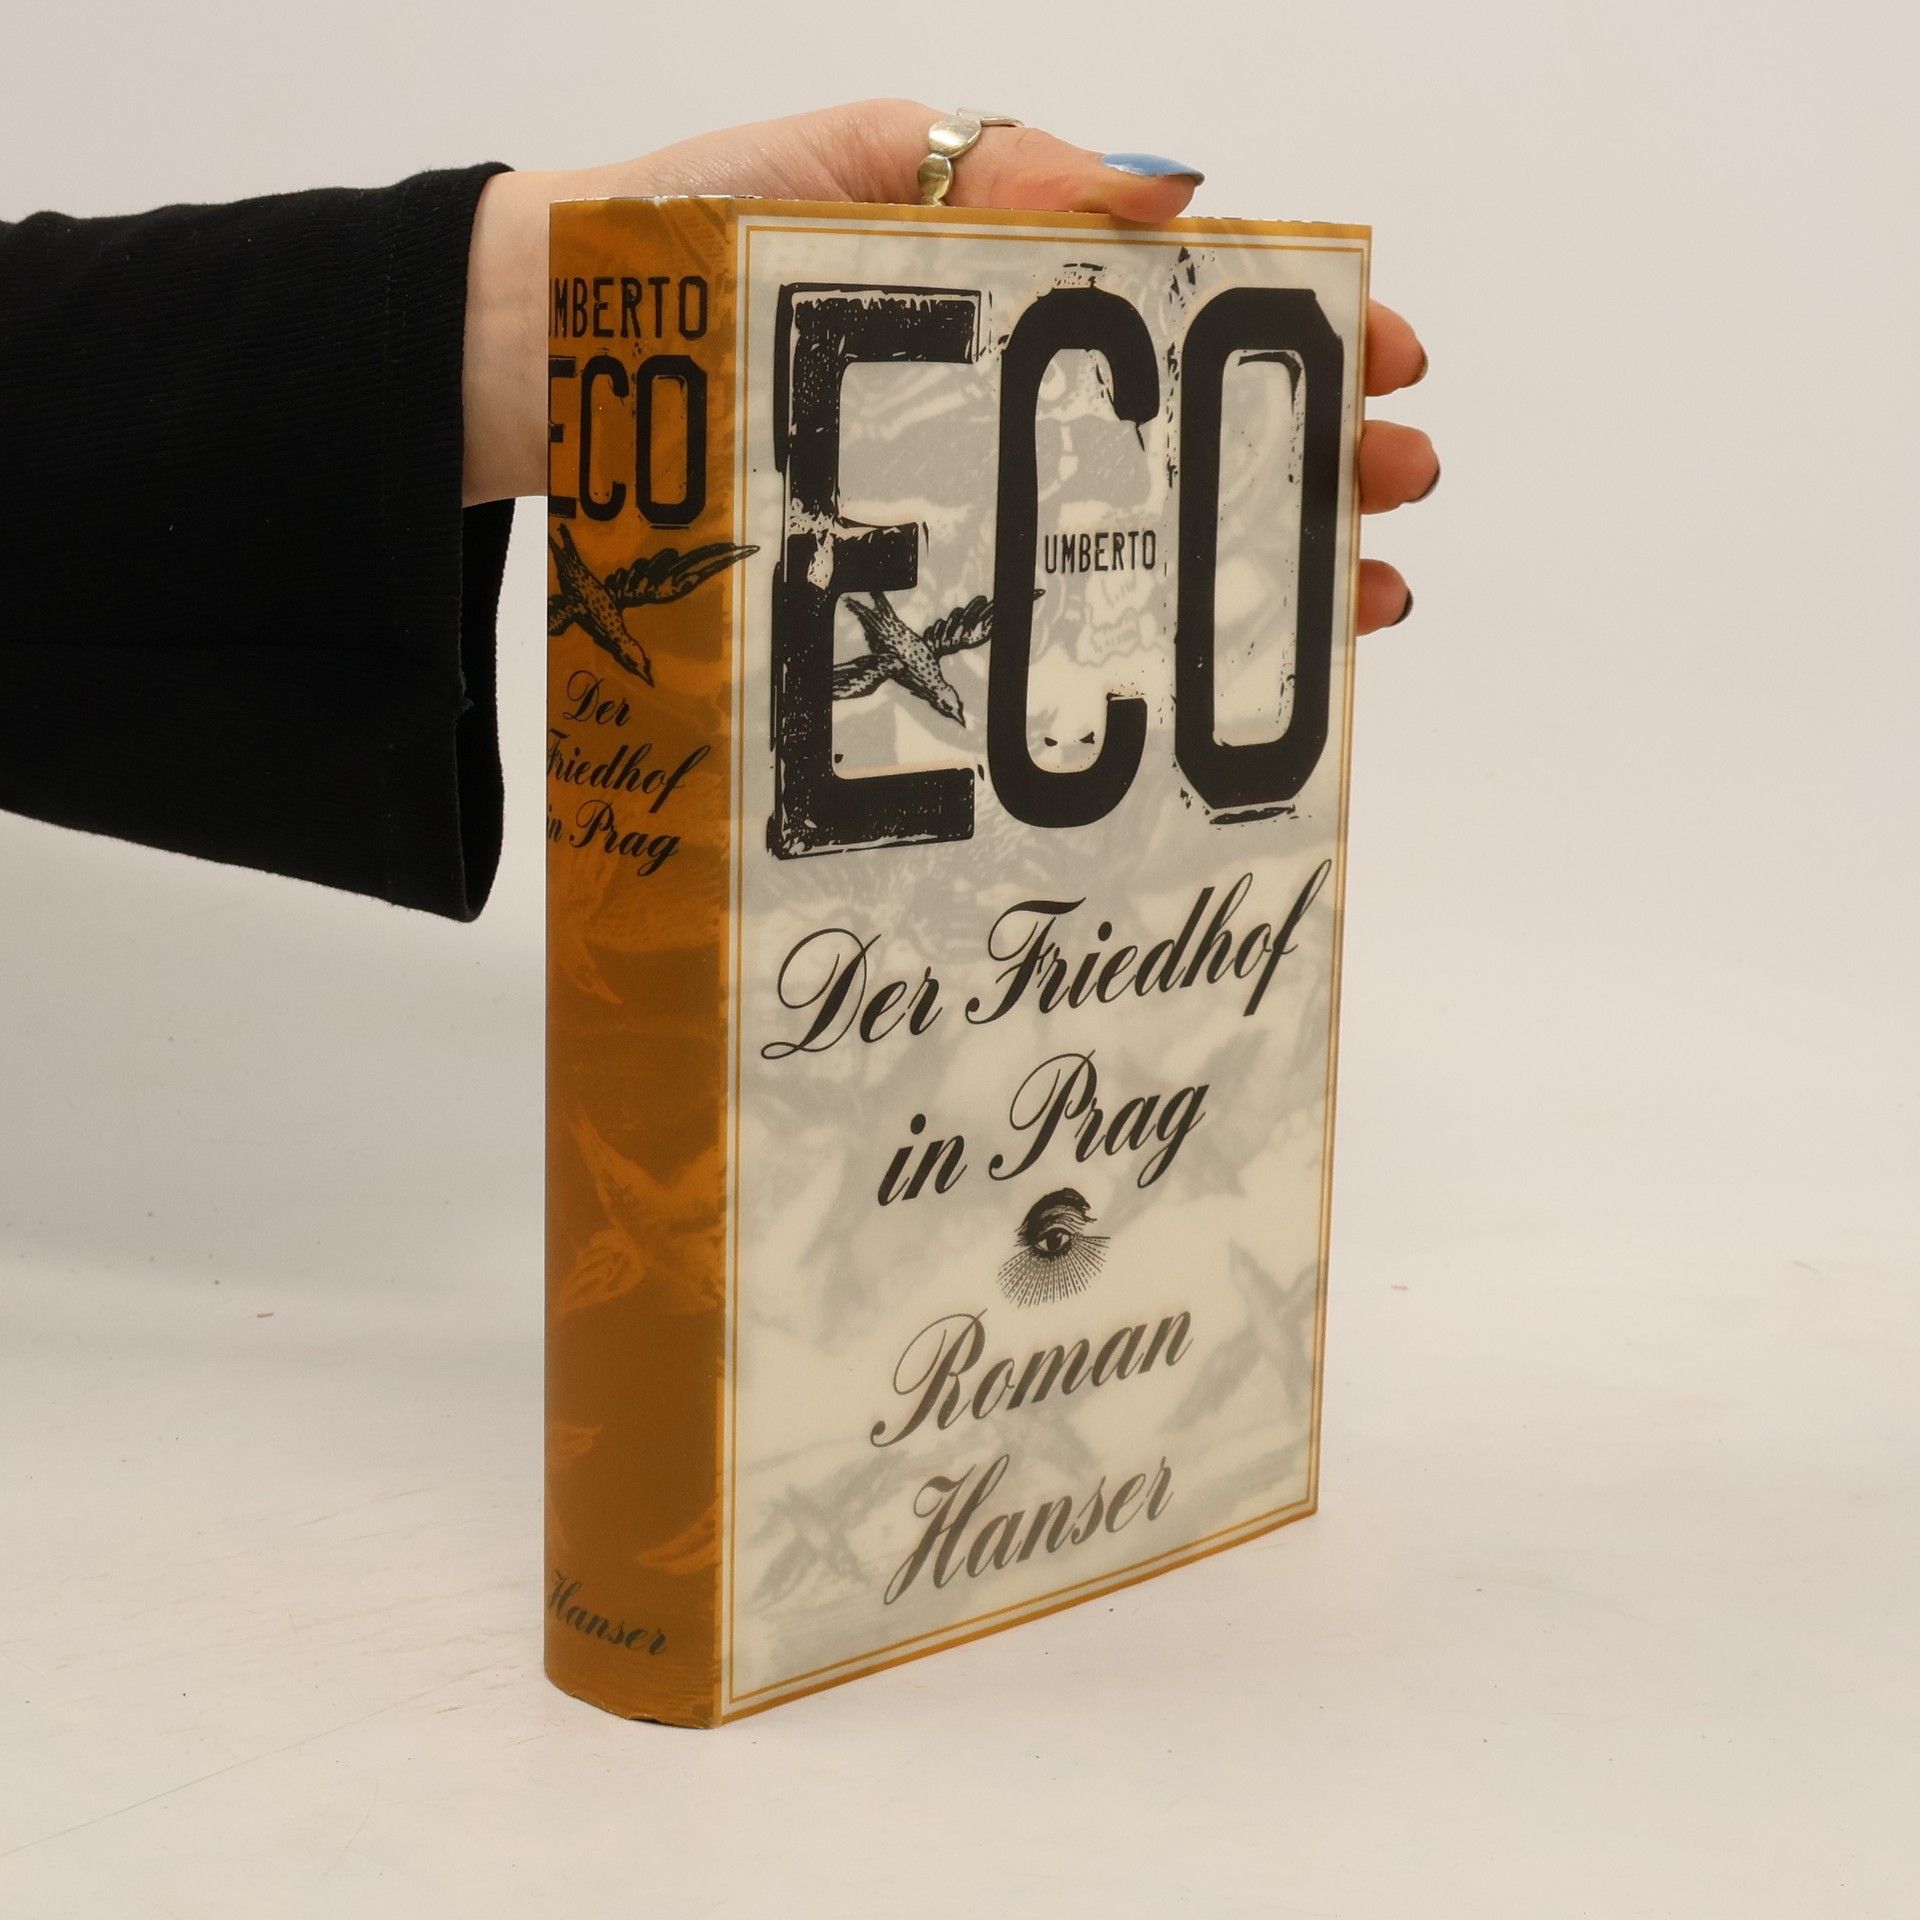 UMBERTO
ECO
Der
Friedhof
in Prag
Hanser
ECO
UMBERTO
Der Friedhof
in Prag
Roman
Hanser